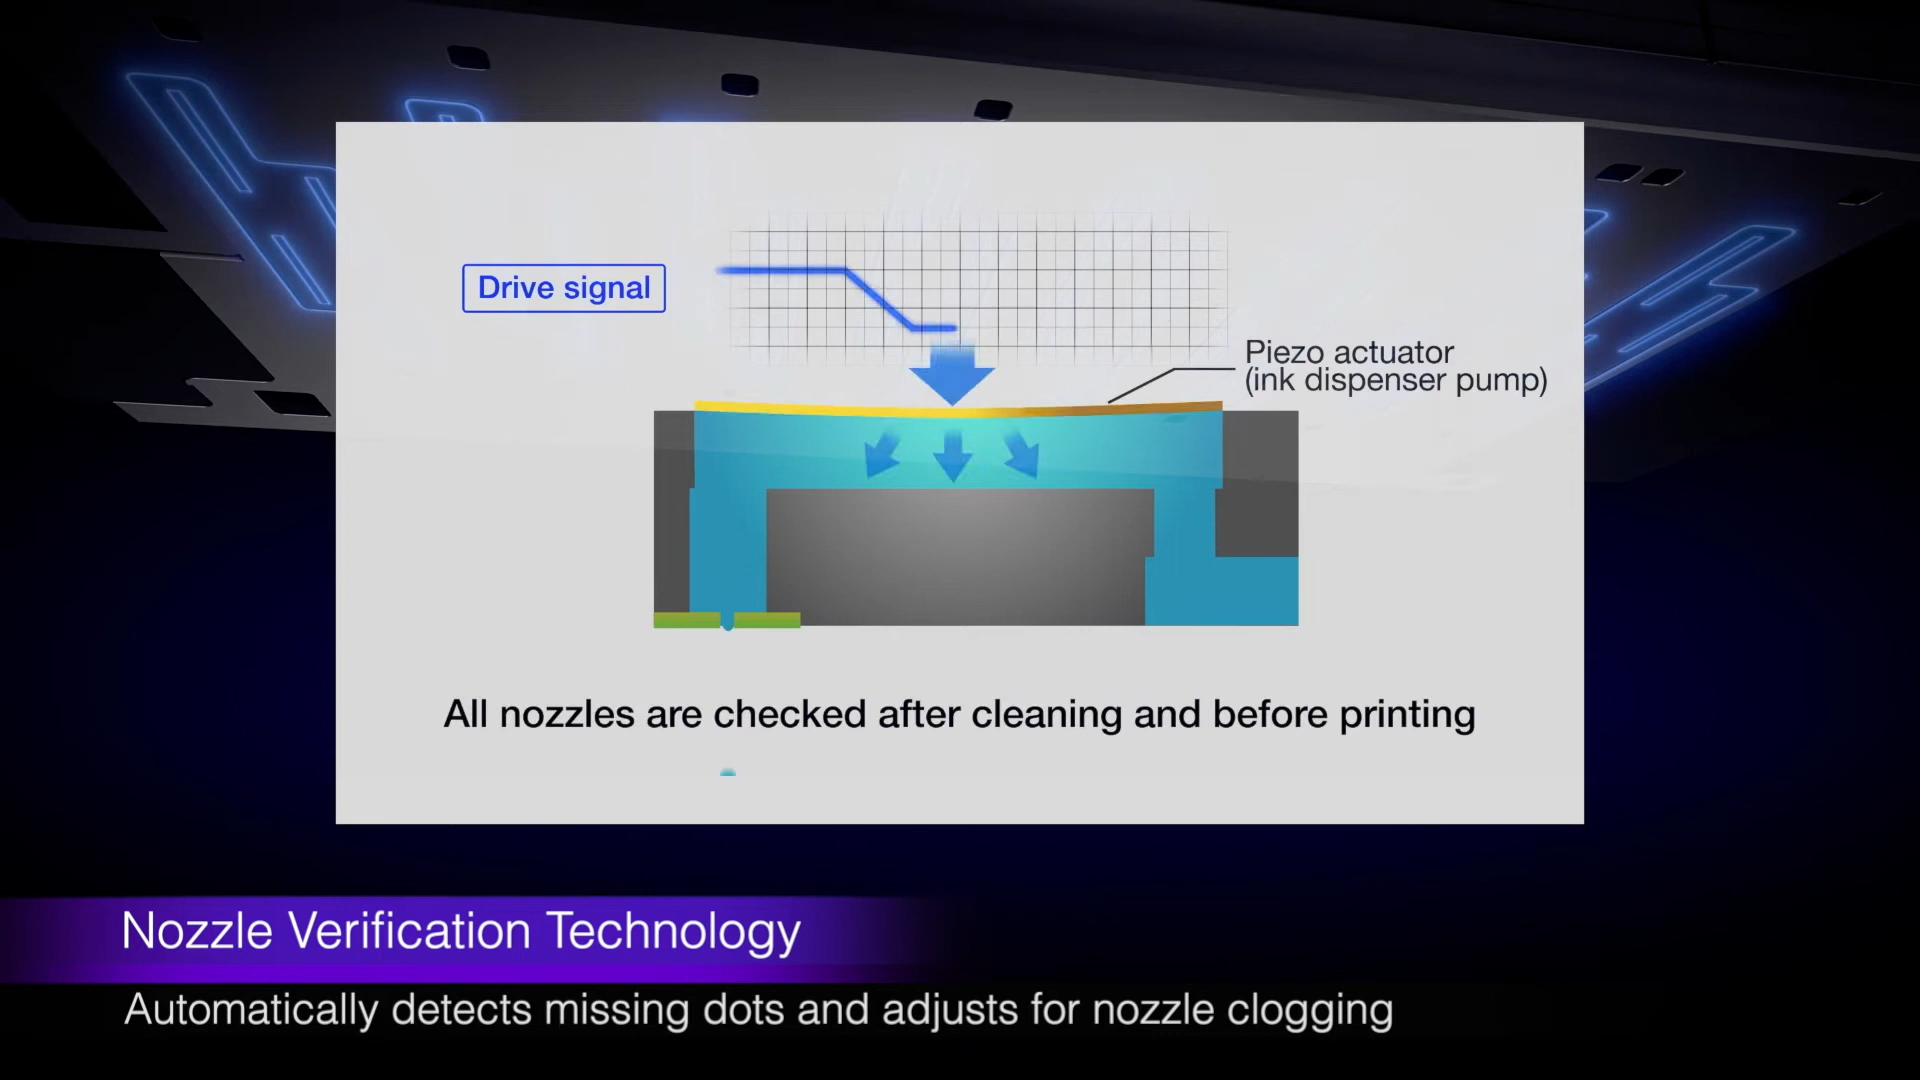 Drive signal
Piezo actuator
(ink dispenser pump)
All nozzles are checked after cleaning and before printing
Nozzle Verification Technology
Automatically detects missing dots and adjusts for nozzle clogging